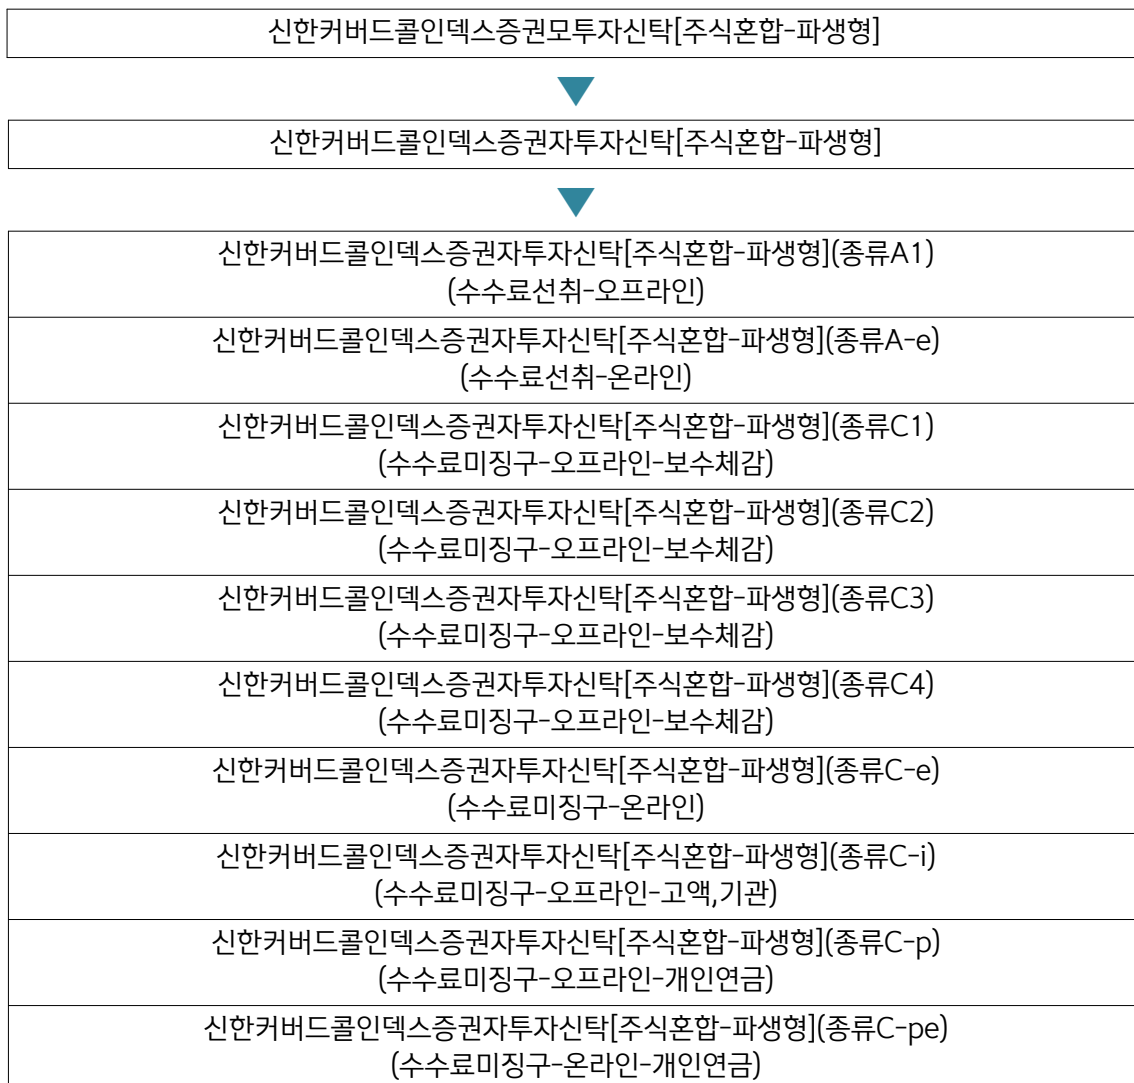 신한커버드콜인덱스증권모투자신탁[주식혼합-파생형]
신한커버드콜인덱스증권자투자신탁[주식혼합-파생형]
신한커버드콜인덱스증권자투자신탁[주식혼합-파생형](종류A1)
(수수료선취-오프라인)
신한커버드콜인덱스증권자투자신탁[주식혼합-파생형](종류A-e)
(수수료선취-온라인)
신한커버드콜인덱스증권자투자신탁[주식혼합-파생형](종류C1)
(수수료미징구-오프라인-보수체감)
신한커버드콜인덱스증권자투자신탁[주식혼합-파생형](종류C2)
(수수료미징구-오프라인-보수체감)
신한커버드콜인덱스증권자투자신탁[주식혼합-파생형](종류C3)
(수수료미징구-오프라인-보수체감)
신한커버드콜인덱스증권자투자신탁[주식혼합-파생형](종류C4)
(수수료미징구-오프라인-보수체감)
신한커버드콜인덱스증권자투자신탁[주식혼합-파생형](종류C-e)
(수수료미징구-온라인)
신한커버드콜인덱스증권자투자신탁[주식혼합-파생형](종류C-i)
(수수료미징구-오프라인-고액,기관)
신한커버드콜인덱스증권자투자신탁[주식혼합-파생형](종류C-p)
(수수료미징구-오프라인-개인연금)
신한커버드콜인덱스증권자투자신탁[주식혼합-파생형](종류C-pe)
(수수료미징구-온라인-개인연금)